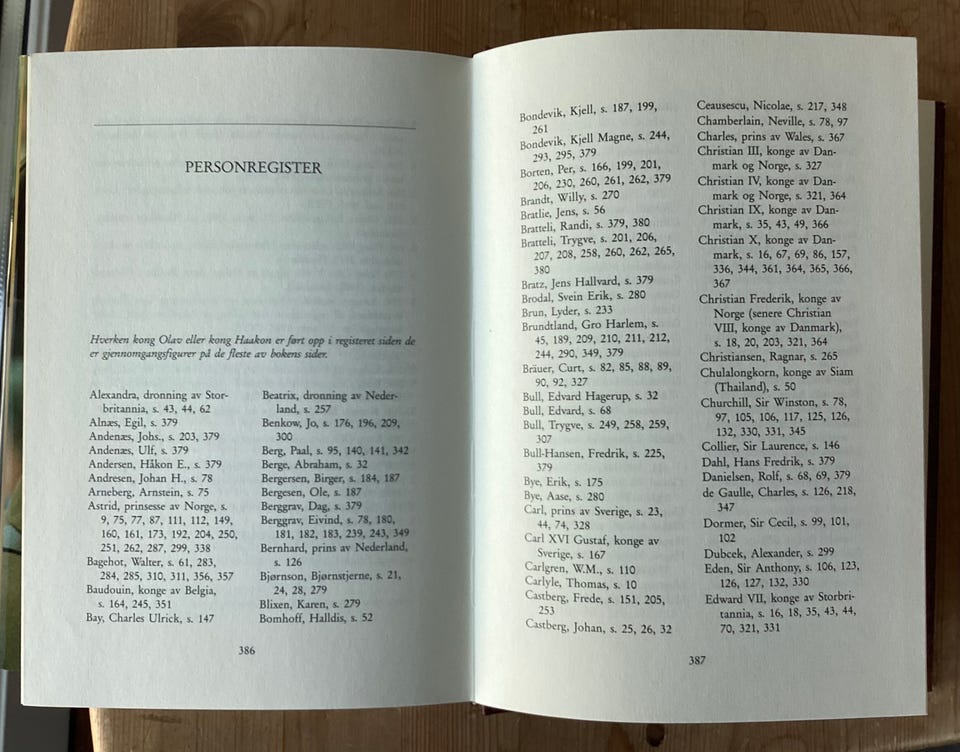 PERSONREGISTER
Hverken kong Olav eller kong Haakon er ført opp i registeret siden de
er gjennomgangsfigurer på de fleste av bokens sider.
Alexandra, dronning av Stor-
britannia, s. 43, 44, 62
Alnæs, Egil, s. 379
Andenæs, Johs., s. 203, 379
Andenæs, Ulf, s. 379
Andersen, Håkon E., s. 379
Andresen, Johan H., s. 78
Arneberg, Arnstein, s. 75
Astrid, prinsesse av Norge, s.
9, 75, 77, 87, 111, 112, 149,
160, 161, 173, 192, 204, 250,
251, 262, 287, 299, 338
Bagehot, Walter, s. 61, 283,
284, 285, 310, 311, 356, 357
Baudouin, konge av Belgia,
s. 164, 245, 351
Bay, Charles Ulrick, s. 147
Beatrix, dronning av Neder-
land, s. 257
Benkow, Jo, s. 176, 196, 209,
300
Berg, Paal, s. 95, 140, 141, 342
Berge, Abraham, s. 32
Bergersen, Birger, s. 184, 187
Bergesen, Ole, s. 187
Berggrav, Dag, s. 379
Berggrav, Eivind, s. 78, 180,
181, 182, 183, 239, 243, 349
Bernhard, prins av Nederland,
s. 126
Bjørnson, Bjørnstjerne, s. 21,
24, 28, 279
Blixen, Karen, s. 279
Bomhoff, Halldis, s. 52
386
Bondevik, Kjell, s. 187, 199,
261
Bondevik, Kjell Magne, s. 244,
293, 295, 379
Borten, Per, s. 166, 199, 201,
206, 230, 260, 261, 262, 379
Brandt, Willy, s. 270
Bratlie, Jens, s. 56
Bratteli, Randi, s. 379, 380
Bratteli, Trygve, s. 201, 206,
207, 208, 258, 260, 262, 265,
380
Bratz, Jens Hallvard, s. 379
Brodal, Svein Erik, s. 280
Brun, Lyder, s. 233
Brundtland, Gro Harlem, s.
45, 189, 209, 210, 211, 212,
244, 290, 349, 379
Bräuer, Curt, s. 82, 85, 88, 89,
90, 92, 327
Bull, Edvard Hagerup, s. 32
Bull, Edvard, s. 68
Bull, Trygve, s. 249, 258, 259,
307
Bull-Hansen, Fredrik, s. 225,
379
Bye, Erik, s. 175
Bye, Aase, s. 280
Carl, prins av Sverige, s. 23,
44, 74, 328
Carl XVI Gustaf, konge av
Sverige, s. 167
Carlgren, W.M., s. 110
Carlyle, Thomas, s. 10
Castberg, Frede, s. 151, 205,
253
Castberg, Johan, s. 25, 26, 32
Ceausescu, Nicolae, s. 217, 348
Chamberlain, Neville, s. 78, 97
Charles, prins av Wales, s. 367
Christian III, konge av Dan-
mark og Norge, s. 327
Christian IV, konge av Dan-
mark og Norge, s. 321, 364
Christian IX, konge av Dan-
mark, s. 35, 43, 49, 366
Christian X, konge av Dan-
mark, s. 16, 67, 69, 86, 157,
336, 344, 361, 364, 365, 366,
367
Christian Frederik, konge av
Norge (senere Christian
VIII, konge av Danmark),
s. 18, 20, 203, 321, 364
Christiansen, Ragnar, s. 265
Chulalongkorn, konge av Siam
(Thailand), s. 50
Churchill, Sir Winston, s. 78,
97, 105, 106, 117, 125, 126,
132, 330, 331, 345
Collier, Sir Laurence, s. 146
Dahl, Hans Fredrik, s. 379
Danielsen, Rolf, s. 68, 69, 379
de Gaulle, Charles, s. 126, 218,
347
Dormer, Sir Cecil, s. 99, 101,
102
Dubcek, Alexander, s. 299
Eden, Sir Anthony, s. 106, 123,
126, 127, 132, 330
Edward VII, konge av Storbri-
tannia, s. 16, 18, 35, 43, 44,
70, 321, 331
387